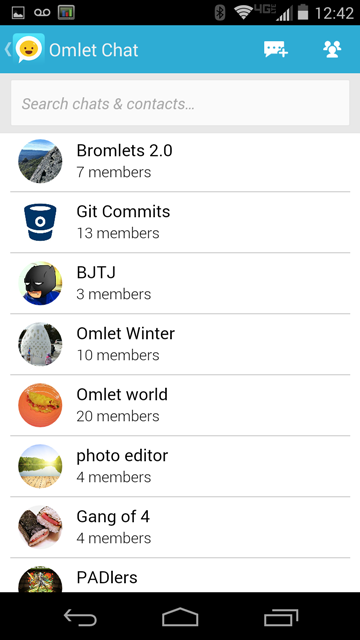 4G
12:42
Omlet Chat
Search chats & contacts…
Bromlets 2.0
7 members
Git Commits
13 members
BJTJ
3 members
Omlet Winter
10 members
Omlet world
20 members
photo editor
4 members
Gang of 4
4 members
PADlers